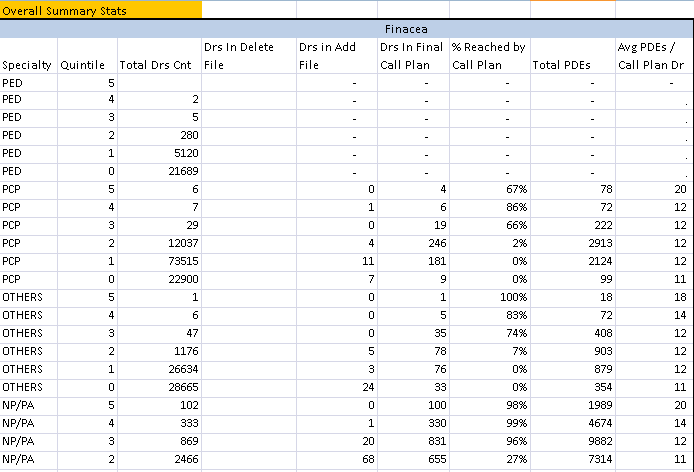 Overall Summary Stats
Finacea
Specialty Quintile Total Drs Cnt Drs In Delete File Drs in Add File Drs In Final Call Plan % Reached by Call Plan Total PDEs Avg PDEs / Call Plan Dr
PED 5 - - - - -
PED 4 2 - - - - .
PED 3 5 - - - - .
PED 2 280 - - - - .
PED 1 5120 - - - - .
PED 0 21689 - - - - .
PCP 5 6 0 4 67% 78 20
PCP 4 7 1 6 86% 72 12
PCP 3 29 0 19 66% 222 12
PCP 2 12037 4 246 2% 2913 12
PCP 1 73515 11 181 0% 2124 12
PCP 0 22900 7 9 0% 99 11
OTHERS 5 1 0 1 100% 18 18
OTHERS 4 6 0 5 83% 72 14
OTHERS 3 47 0 35 74% 408 12
OTHERS 2 1176 5 78 7% 903 12
OTHERS 1 26634 3 76 0% 879 12
OTHERS 0 28665 24 33 0% 354 11
NP/PA 5 102 0 100 98% 1989 20
NP/PA 4 333 1 330 99% 4674 14
NP/PA 3 869 20 831 96% 9882 12
NP/PA 2 2466 68 655 27% 7314 11